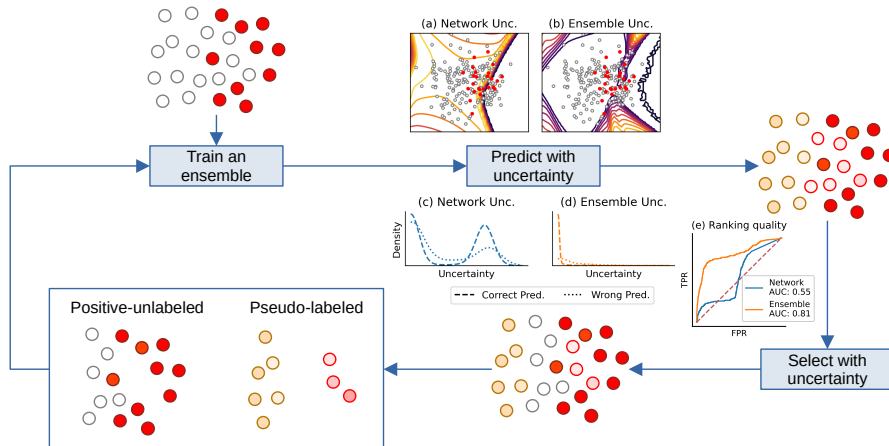 (a) Network Unc.
(b) Ensemble Unc.
Train an
ensemble
Predict with
uncertainty
(c) Network Unc.
(d) Ensemble Unc.
Density
Uncertainty
Uncertainty
Correct Pred.
Wrong Pred.
(e) Ranking quality
TPR
Network
AUC: 0.55
Ensemble
AUC: 0.81
FPR
Positive-unlabeled
Pseudo-labeled
Select with
uncertainty